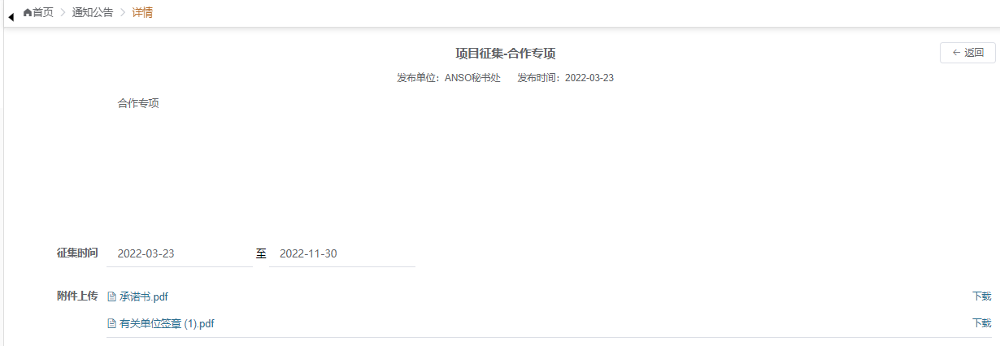 首页 > 通知公告 > 详情
项目征集-合作专项
← 返回
发布单位：ANSO秘书处 发布时间：2022-03-23
合作专项
征集时间 2022-03-23 至 2022-11-30
附件上传 承诺书.pdf 下载
有关单位签章 (1).pdf 下载